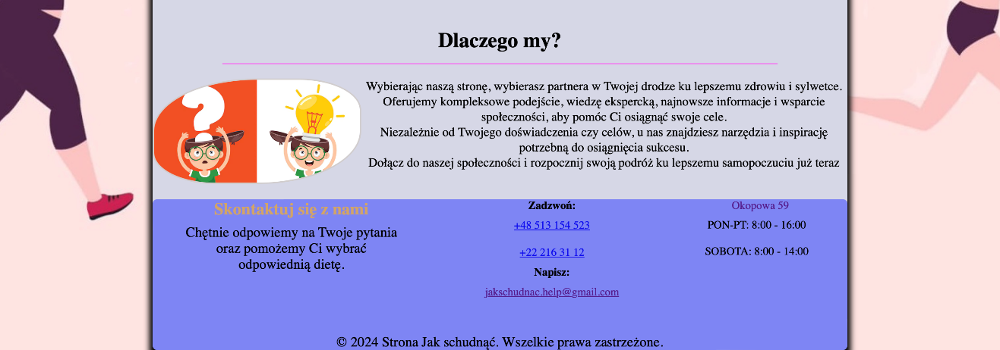 Dlaczego my?
Wybierając naszą stronę, wybierasz partnera w Twojej drodze ku lepszemu zdrowiu i sylwetce.
Oferujemy kompleksowe podejście, wiedzę ekspercką, najnowsze informacje i wsparcie
społeczności, aby pomóc Ci osiągnąć swoje cele.
Niezależnie od Twojego doświadczenia czy celów, u nas znajdziesz narzędzia i inspirację
potrzebną do osiągnięcia sukcesu.
Dołącz do naszej społeczności i rozpocznij swoją podróż ku lepszemu samopoczuciu już teraz
Skontaktuj się z nami
Chętnie odpowiemy na Twoje pytania
oraz pomożemy Ci wybrać
odpowiednią dietę.
Zadzwoń:
+48 513 154 523
+22 216 31 12
Napisz:
jakschudnac.help@gmail.com
Okopowa 59
PON-PT: 8:00 - 16:00
SOBOTA: 8:00 - 14:00
© 2024 Strona Jak schudnąć. Wszelkie prawa zastrzeżone.